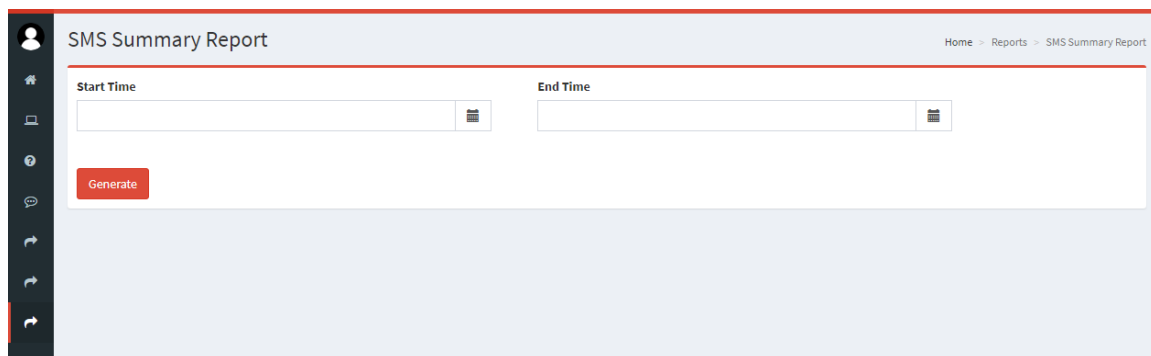 SMS Summary Report
Home > Reports > SMS Summary Report
Start Time
End Time
Generate